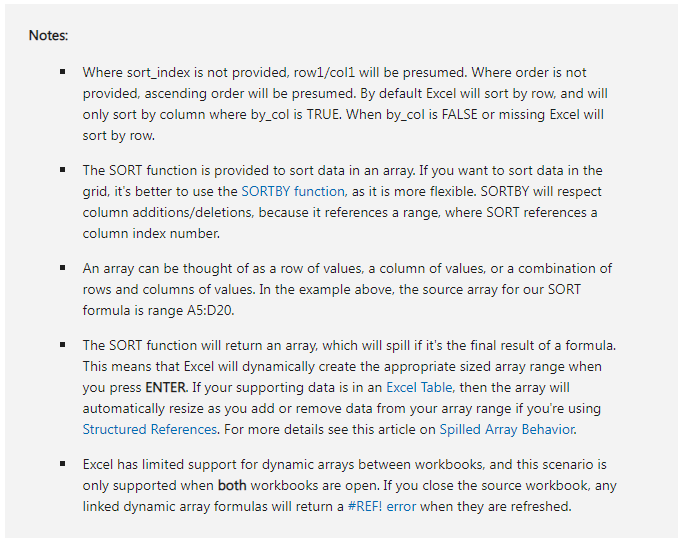 Notes:
Where sort_index is not provided, row1/col1 will be presumed. Where order is not
provided, ascending order will be presumed. By default Excel will sort by row, and will
only sort by column where by_col is TRUE. When by_col is FALSE or missing Excel will
sort by row.
The SORT function is provided to sort data in an array. If you want to sort data in the
grid, it's better to use the SORTBY function, as it is more flexible. SORTBY will respect
column additions/deletions, because it references a range, where SORT references a
column index number.
An array can be thought of as a row of values, a column of values, or a combination of
rows and columns of values. In the example above, the source array for our SORT
formula is range A5:D20.
The SORT function will return an array, which will spill if it's the final result of a formula.
This means that Excel will dynamically create the appropriate sized array range when
you press ENTER. If your supporting data is in an Excel Table, then the array will
automatically resize as you add or remove data from your array range if you're using
Structured References. For more details see this article on Spilled Array Behavior.
Excel has limited support for dynamic arrays between workbooks, and this scenario is
only supported when both workbooks are open. If you close the source workbook, any
linked dynamic array formulas will return a #REF! error when they are refreshed.